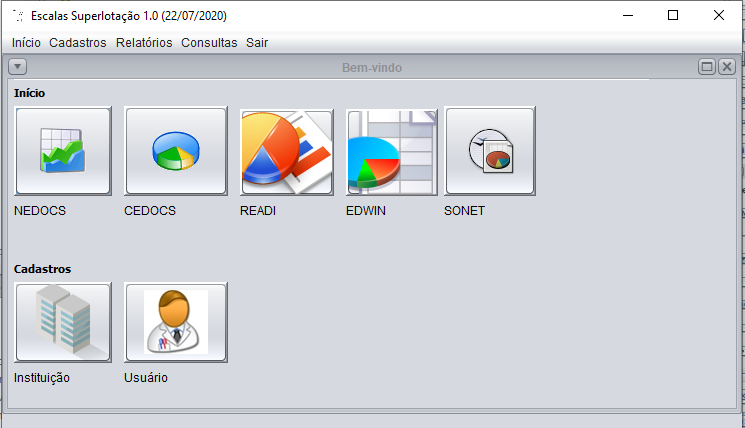 Escalas Superlotação 1.0 (22/07/2020)
Início Cadastros Relatórios Consultas Sair
Bem-vindo
Início
NEDOCS CEDOCS READI EDWIN SONET
Cadastros
Instituição Usuário